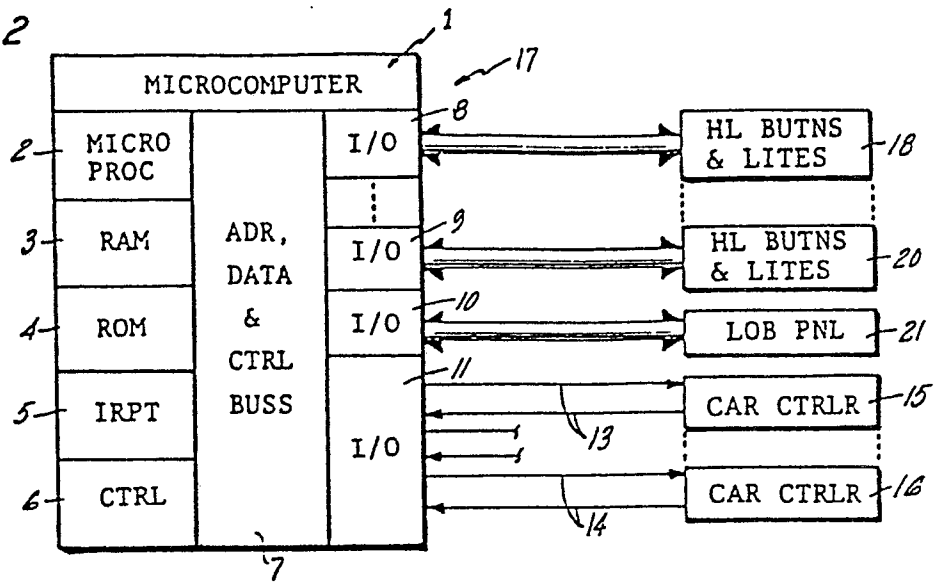 2
1
17
MICROCOMPUTER
2
MICRO
PROC
3
RAM
4
ROM
5
IRPT
6
CTRL
ADR,
DATA
&
CTRL
BUSS
7
8
I/O
9
I/O
10
I/O
11
I/O
HL BUTNS
& LITES
18
HL BUTNS
& LITES
20
LOB PNL
21
13
CAR CTRLR
15
14
CAR CTRLR
16